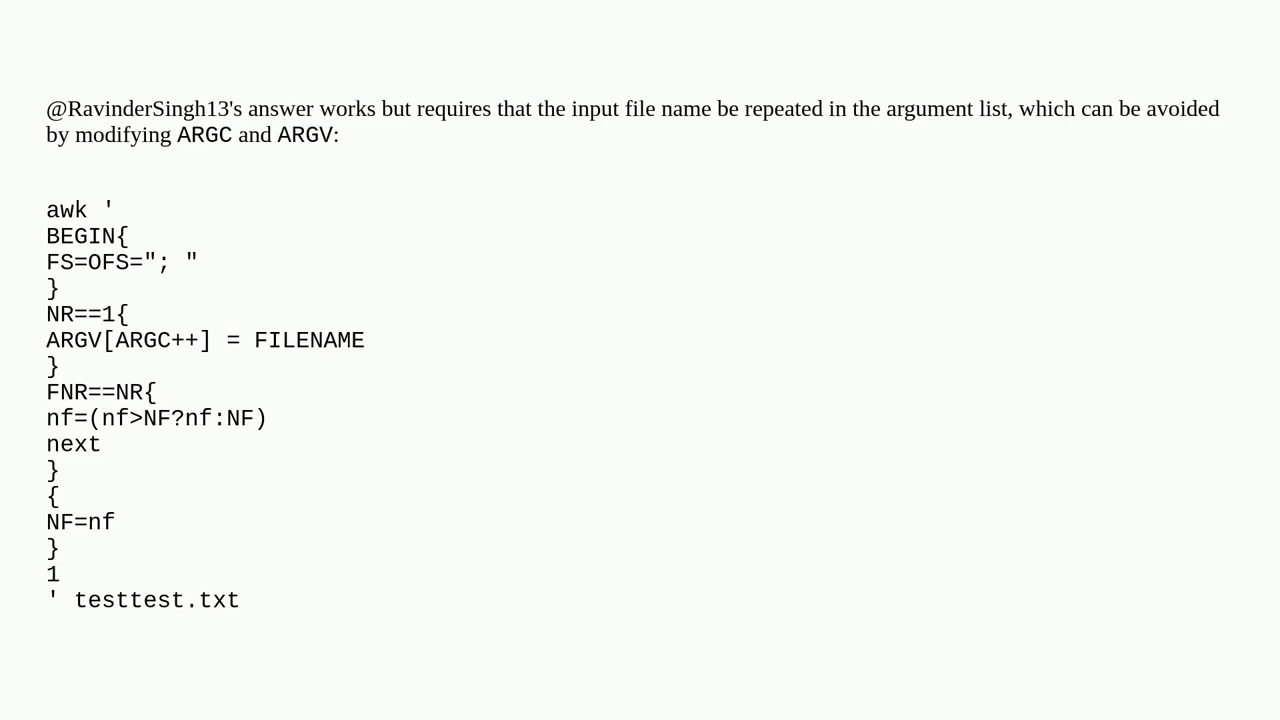 @RavinderSingh13's answer works but requires that the input file name be repeated in the argument list, which can be avoided
by modifying ARGC and ARGV:
awk '
BEGIN{
FS=OFS="; "
}
NR==1{
ARGV[ARGC++] = FILENAME
}
FNR==NR{
nf=(nf>NF?nf:NF)
next
}
{
NF=nf
}
1
' testtest.txt